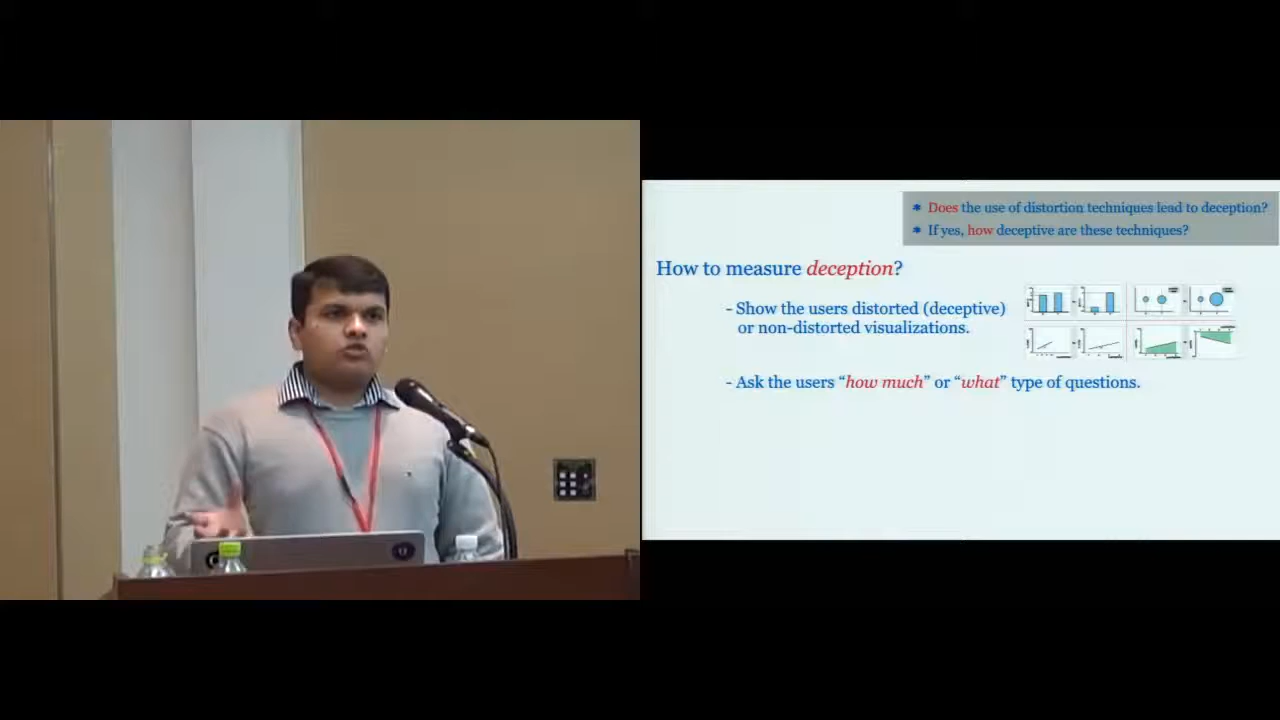 * Does the use of distortion techniques lead to deception?
* If yes, how deceptive are these techniques?
How to measure deception?
- Show the users distorted (deceptive)
or non-distorted visualizations.
- Ask the users “how much” or “what” type of questions.